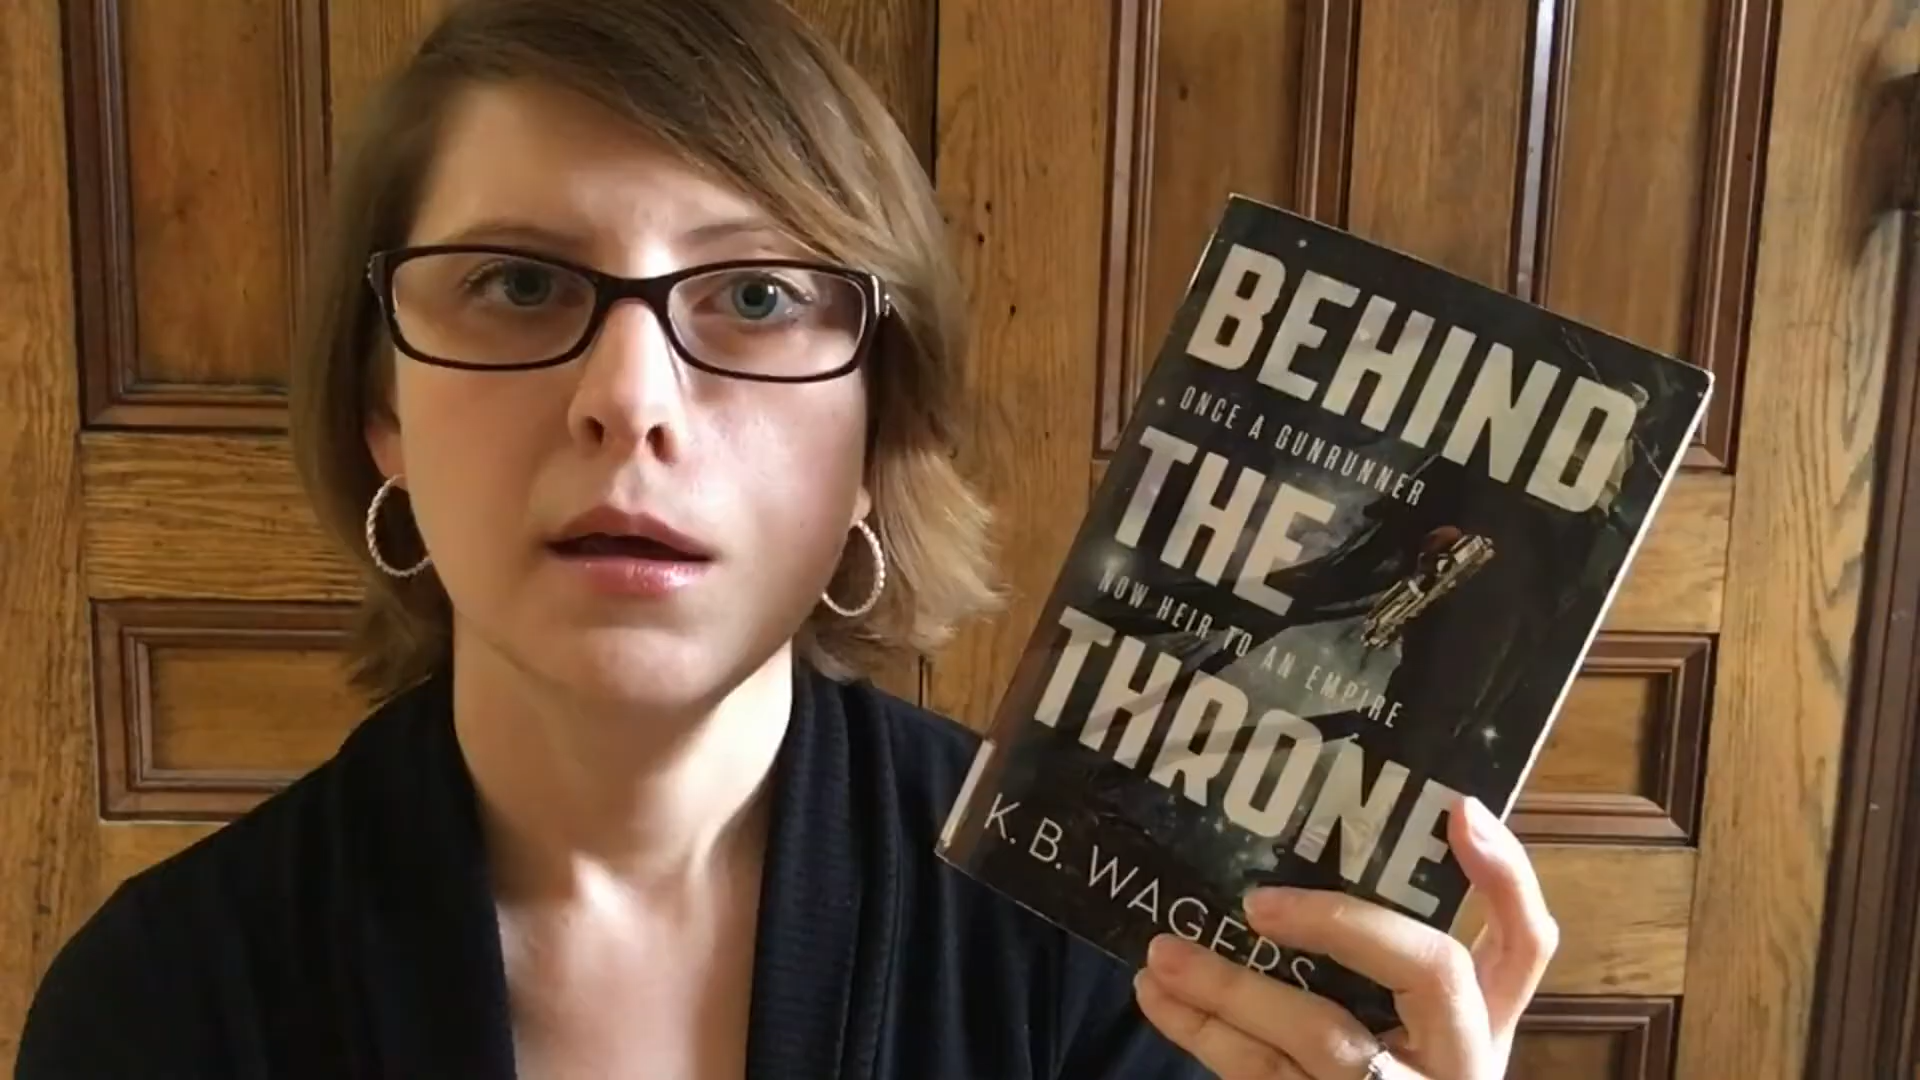 BEHIND
ONCE A GUNRUNNER
THE
NOW HEIR TO AN EMPIRE
THRONE
K. B. WAGERS